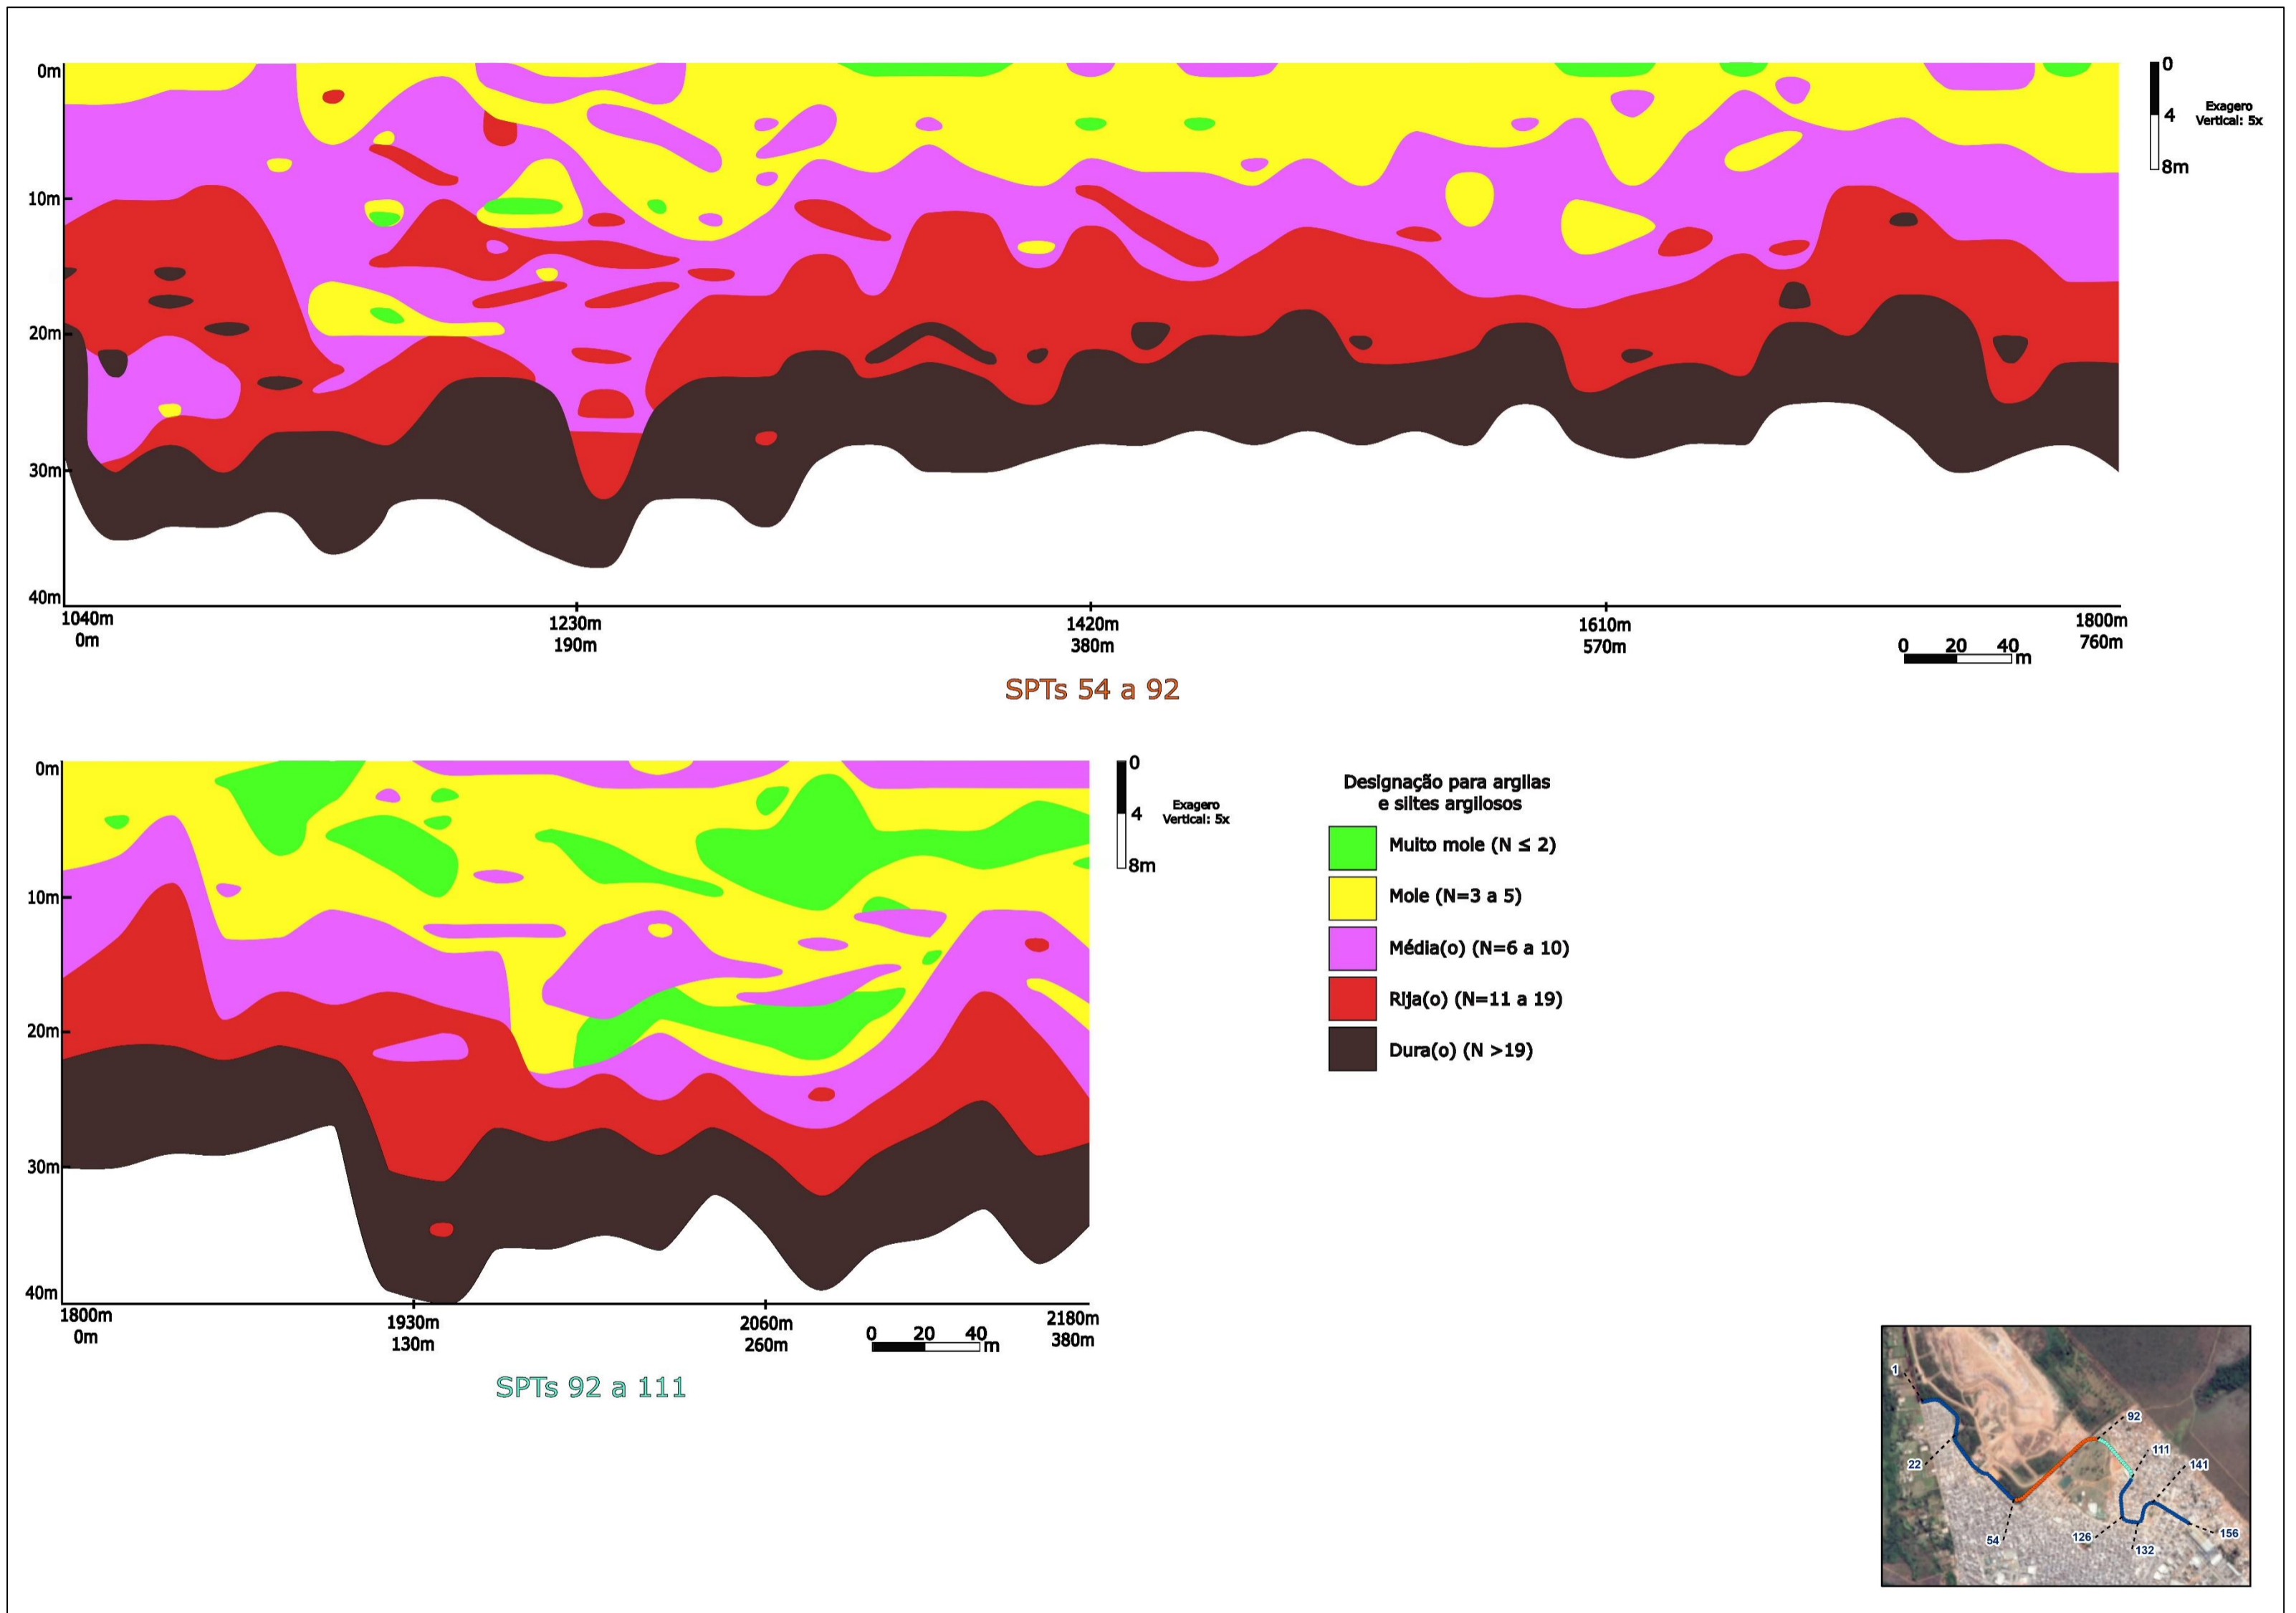 0m
10m
20m
30m
40m
0
4
8m
Exagero
Vertical: 5x
1040m
0m
1230m
190m
1420m
380m
1610m
570m
1800m
760m
0 20 40
m
SPTs 54 a 92
0m
10m
20m
30m
40m
0
4
8m
Exagero
Vertical: 5x
1800m
0m
1930m
130m
2060m
260m
2180m
380m
0 20 40
m
SPTs 92 a 111
Designação para argilas
e siltes argilosos
Muito mole (N ≤ 2)
Mole (N=3 a 5)
Média(o) (N=6 a 10)
Rija(o) (N=11 a 19)
Dura(o) (N >19)
1
92
111
22
141
54
126
132
156